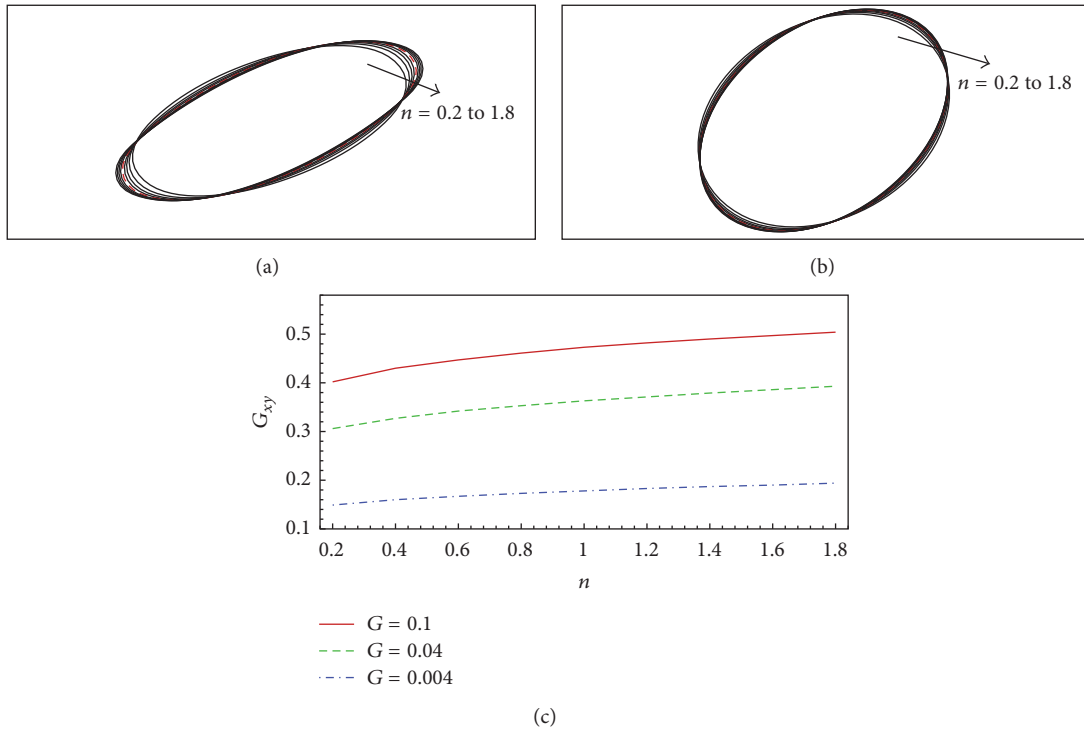 n = 0.2 to 1.8
n = 0.2 to 1.8
(a)
(b)
G_{xy}
0.5
0.4
0.3
0.2
0.1
0.2 0.4 0.6 0.8 1 1.2 1.4 1.6 1.8
n
G = 0.1
G = 0.04
G = 0.004
(c)